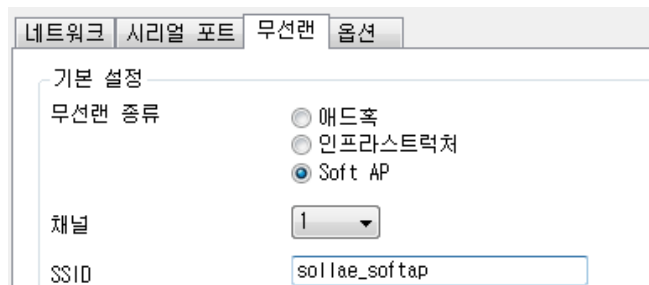 네트워크 시리얼 포트 무선랜 옵션
기본 설정
무선랜 종류 애드혹
인프라스트럭처
Soft AP
채널 1
SSID sollae_softap